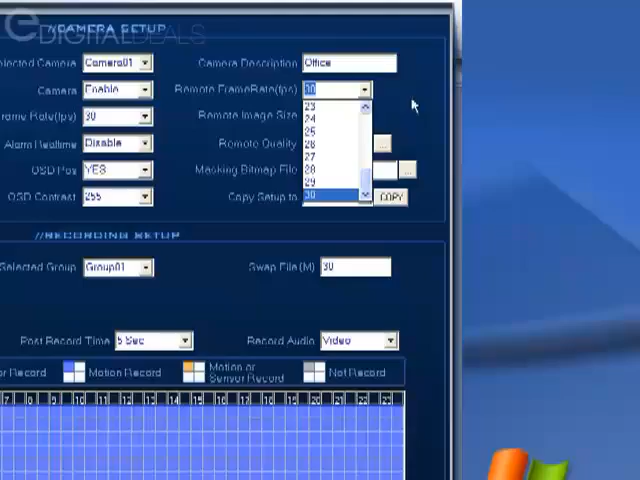 //CAMERA SETUP
eDIGITALDEALS
elected Camera Camera01 Camera Description Office
Camera Enable Remote FrameRate(fps) 30
rame Rate(fps) 30 Remote Image Size 23
24
25
Alarm Realtime Disable Remote Quality 26 ...
27
OSD Pos YES Masking Bitmap File 28 ...
29
OSD Contrast 255 Copy Setup to 30 COPY
//RECORDING SETUP
Selected Group Group01 Swap File(M) 30
Post Record Time 5 Sec Record Audio Video
or Record Motion Record Motion or Sensor Record Not Record
7 8 9 10 11 12 13 14 15 16 17 18 19 20 21 22 23